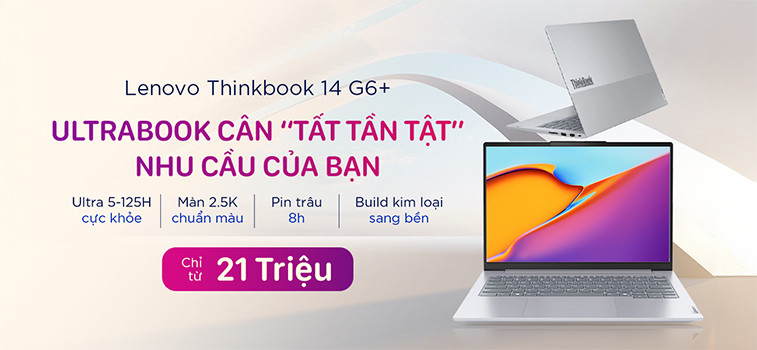 Lenovo Thinkbook 14 G6+
ULTRABOOK CÂN “TẤT TẦN TẬT”
NHU CẦU CỦA BẠN
Ultra 5-125H
cực khỏe
Màn 2.5K
chuẩn màu
Pin trâu
8h
Build kim loại
sang bền
Chỉ
từ
21 Triệu
ThinkBook